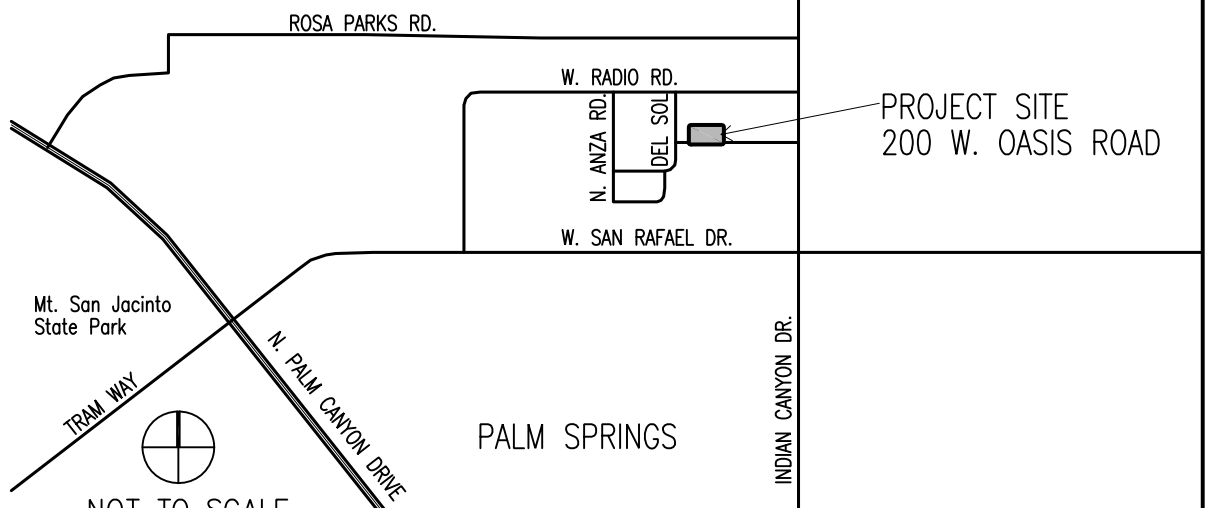 ROSA PARKS RD.
W. RADIO RD.
N. ANZA RD.
DEL SOL
PROJECT SITE
200 W. OASIS ROAD
W. SAN RAFAEL DR.
Mt. San Jacinto
State Park
TRAM WAY
N. PALM CANYON DRIVE
INDIAN CANYON DR.
PALM SPRINGS
NOT TO SCALE